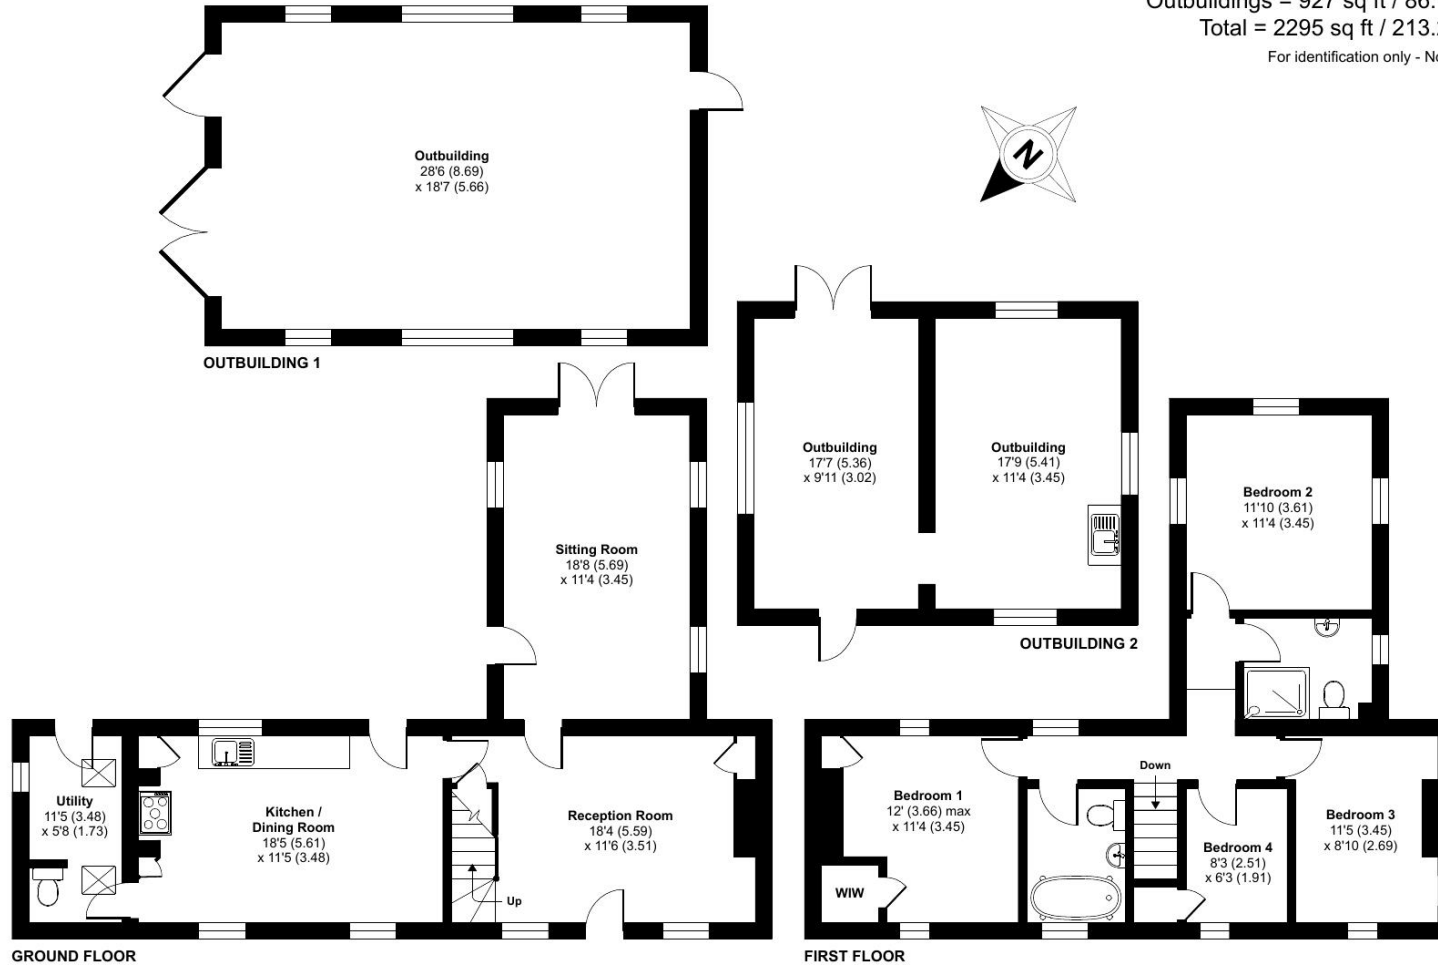 Outbuildings = 927 sq ft / 86.
Total = 2295 sq ft / 213.
For identification only - No
N
Outbuilding
28'6 (8.69)
x 18'7 (5.66)
OUTBUILDING 1
Outbuilding
17'7 (5.36)
x 9'11 (3.02)
Outbuilding
17'9 (5.41)
x 11'4 (3.45)
OUTBUILDING 2
Sitting Room
18'8 (5.69)
x 11'4 (3.45)
Utility
11'5 (3.48)
x 5'8 (1.73)
Kitchen /
Dining Room
18'5 (5.61)
x 11'5 (3.48)
Reception Room
18'4 (5.59)
x 11'6 (3.51)
Up
GROUND FLOOR
Bedroom 2
11'10 (3.61)
x 11'4 (3.45)
Down
Bedroom 1
12' (3.66) max
x 11'4 (3.45)
WIW
Bedroom 4
8'3 (2.51)
x 6'3 (1.91)
Bedroom 3
11'5 (3.45)
x 8'10 (2.69)
FIRST FLOOR